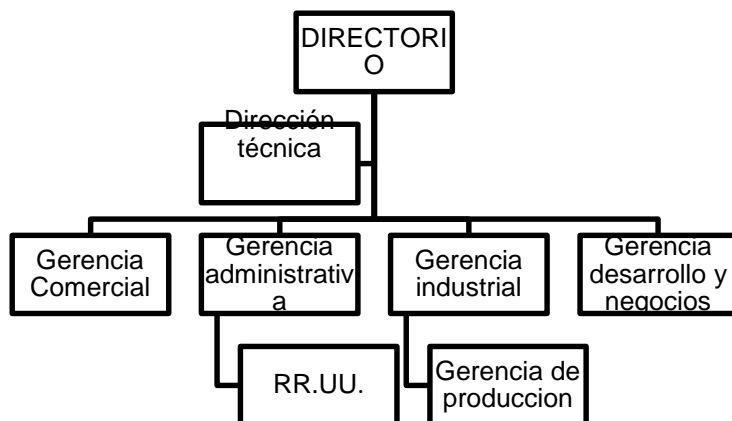 DIRECTORI
O
Dirección
técnica
Gerencia
Comercial
Gerencia
administrativ
a
Gerencia
industrial
Gerencia
desarrollo y
negocios
RR.UU.
Gerencia de
produccion